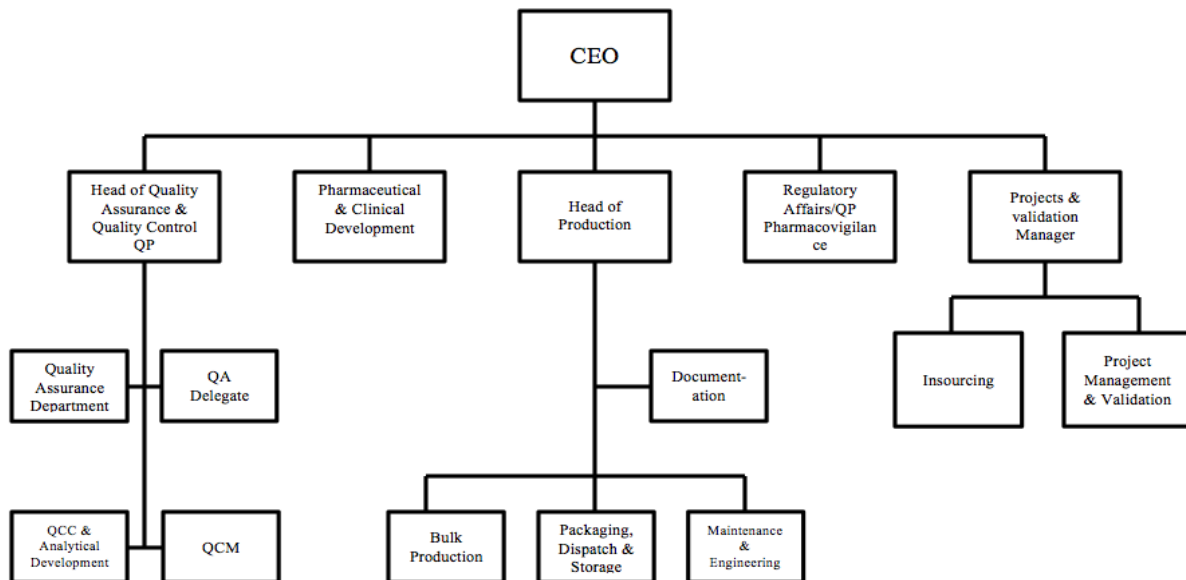 CEO
Head of Quality
Assurance &
Quality Control
QP
Pharmaceutical
& Clinical
Development
Head of
Production
Regulatory
Affairs/QP
Pharmacovigilan
ce
Projects &
validation
Manager
Quality
Assurance
Department
QA
Delegate
Document-
ation
Insourcing
Project
Management
& Validation
QCC &
Analytical
Development
QCM
Bulk
Production
Packaging,
Dispatch &
Storage
Maintenance
&
Engineering